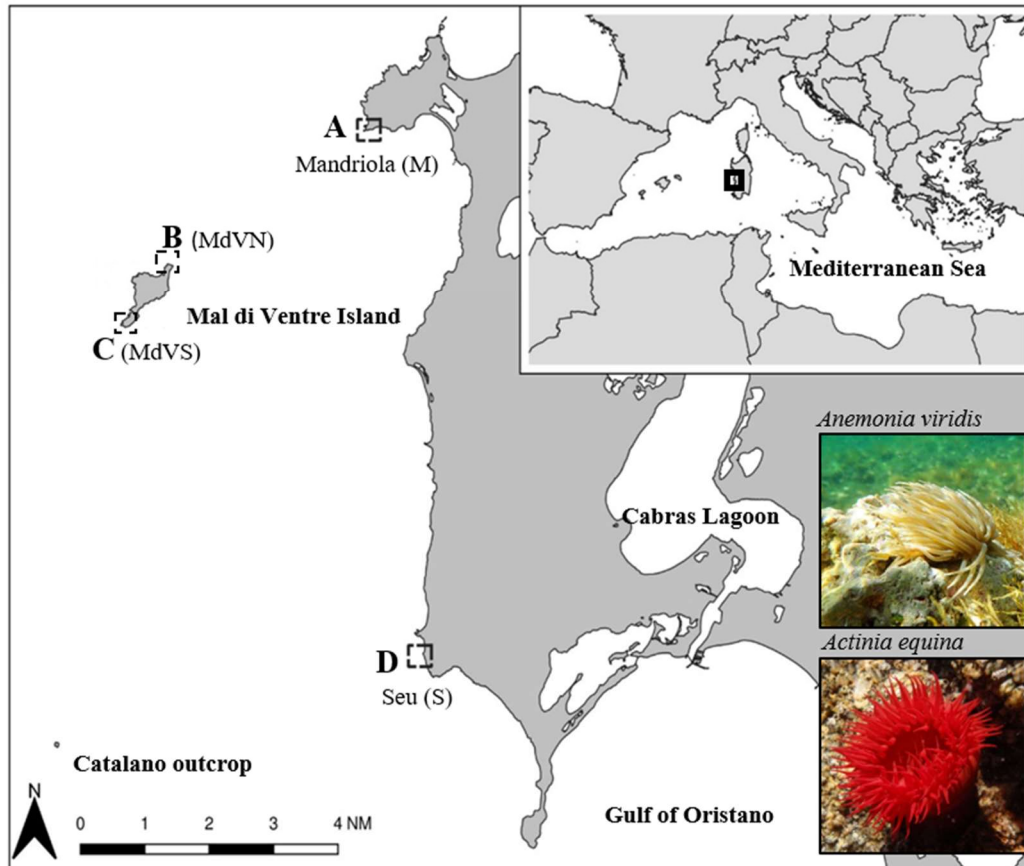 A
Mandriola (M)
B (MdVN)
Mal di Ventre Island
C (MdVS)
Mediterranean Sea
Anemonia viridis
Cabras Lagoon
Actinia equina
D
Seu (S)
Catalano outcrop
Gulf of Oristano
N
0 1 2 3 4 NM